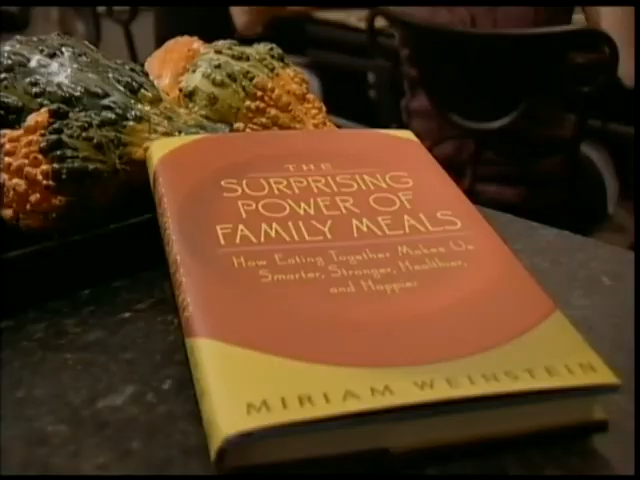 THE
SURPRISING
POWER OF
FAMILY MEALS
How Eating Together Makes Us
Smarter, Stronger, Healthier,
and Happier
MIRIAM WEINSTEIN